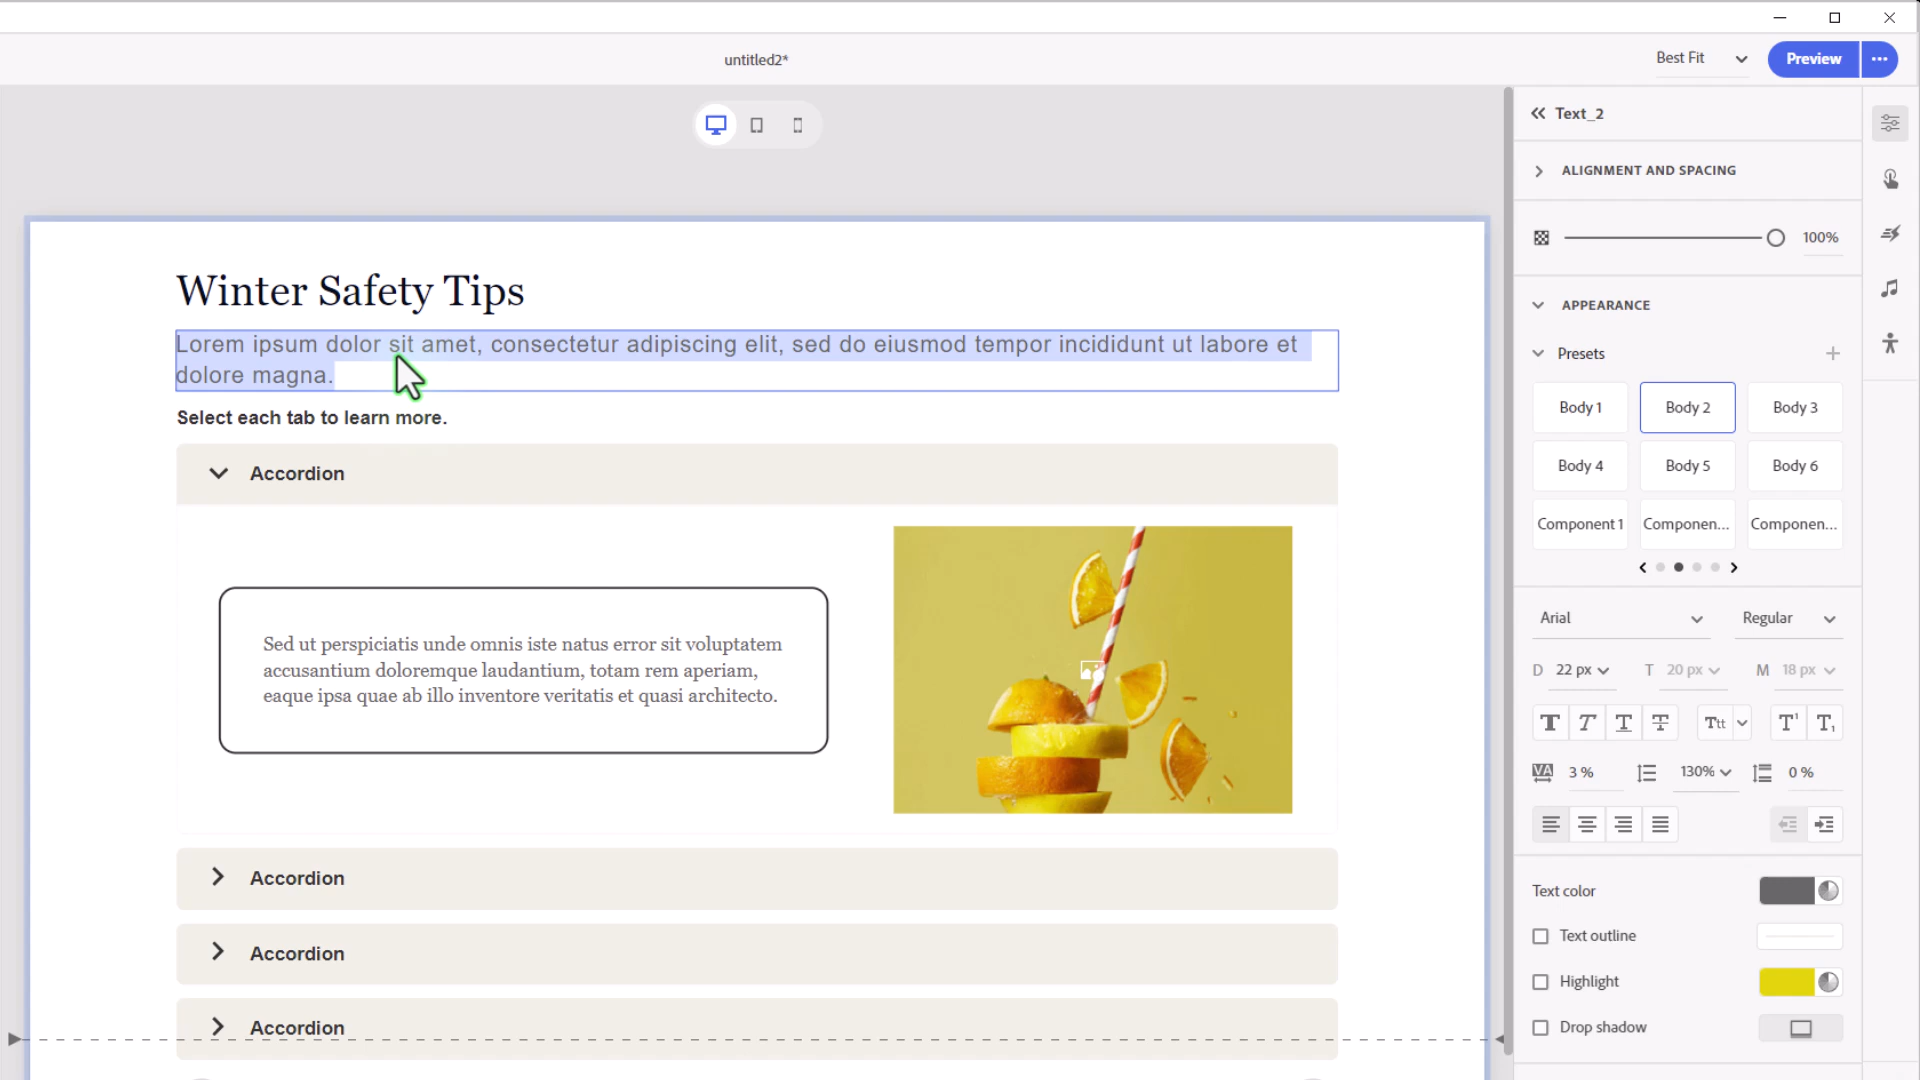 untitled2*
Best Fit
Preview
Text_2
ALIGNMENT AND SPACING
100%
APPEARANCE
Presets
Body 1
Body 2
Body 3
Body 4
Body 5
Body 6
Component 1
Componen...
Componen...
Arial
Regular
D 22 px
T 20 px
M 18 px
Ttt
VA 3 %
130%
0 %
Text color
Text outline
Highlight
Drop shadow
Winter Safety Tips
Lorem ipsum dolor sit amet, consectetur adipiscing elit, sed do eiusmod tempor incididunt ut labore et
dolore magna.
Select each tab to learn more.
Accordion
Sed ut perspiciatis unde omnis iste natus error sit voluptatem
accusantium doloremque laudantium, totam rem aperiam,
eaque ipsa quae ab illo inventore veritatis et quasi architecto.
Accordion
Accordion
Accordion